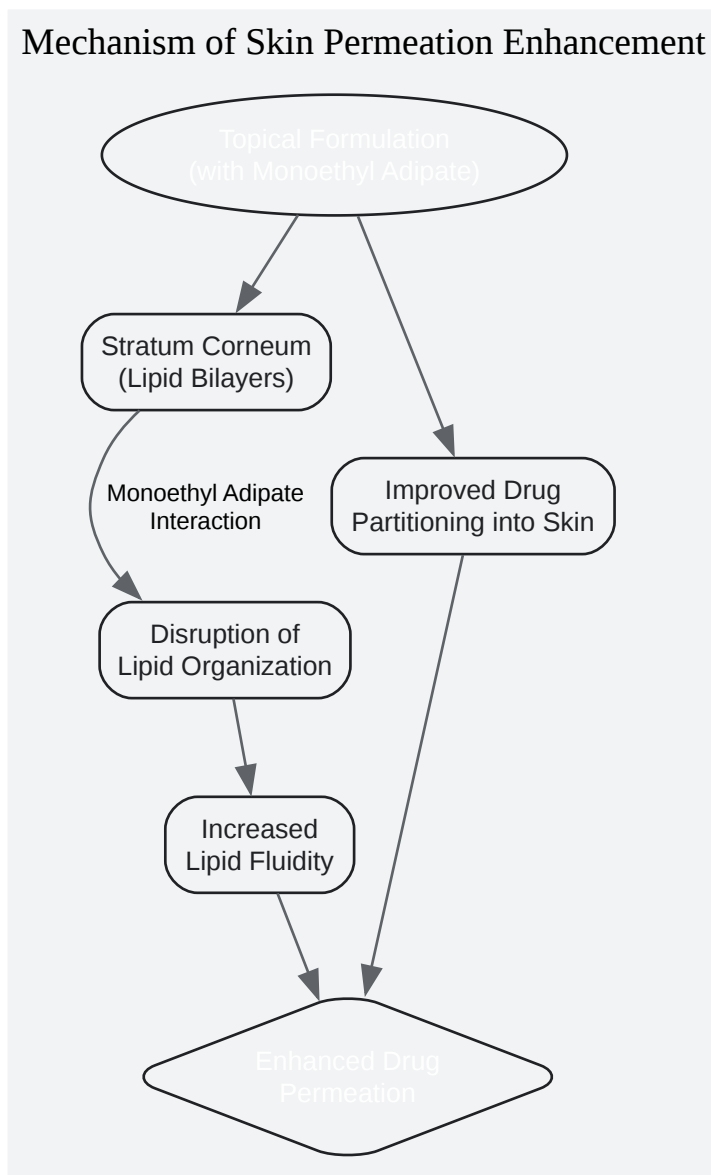 Mechanism of Skin Permeation Enhancement
Topical Formulation
(with Monoethyl Adipate)
Stratum Corneum
(Lipid Bilayers)
Monoethyl Adipate
Interaction
Improved Drug
Partitioning into Skin
Disruption of
Lipid Organization
Increased
Lipid Fluidity
Enhanced Drug
Permeation